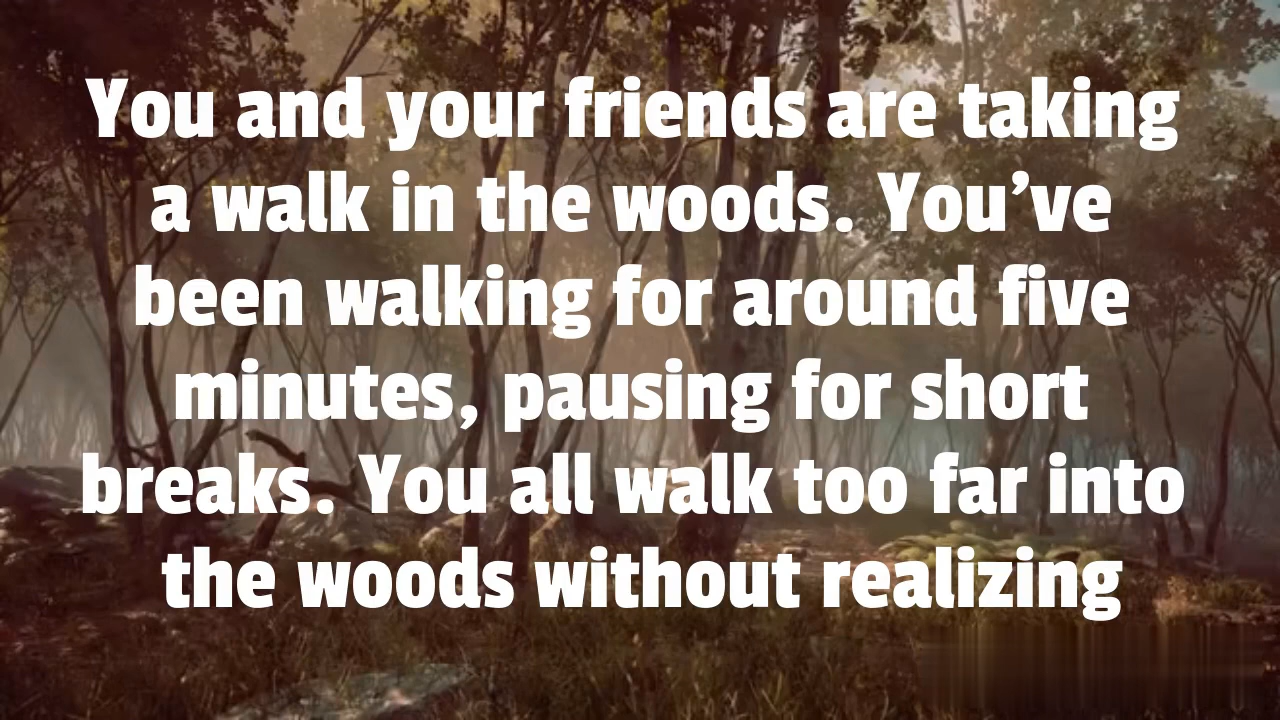 You and your friends are taking
a walk in the woods. You’ve
been walking for around five
minutes, pausing for short
breaks. You all walk too far into
the woods without realizing